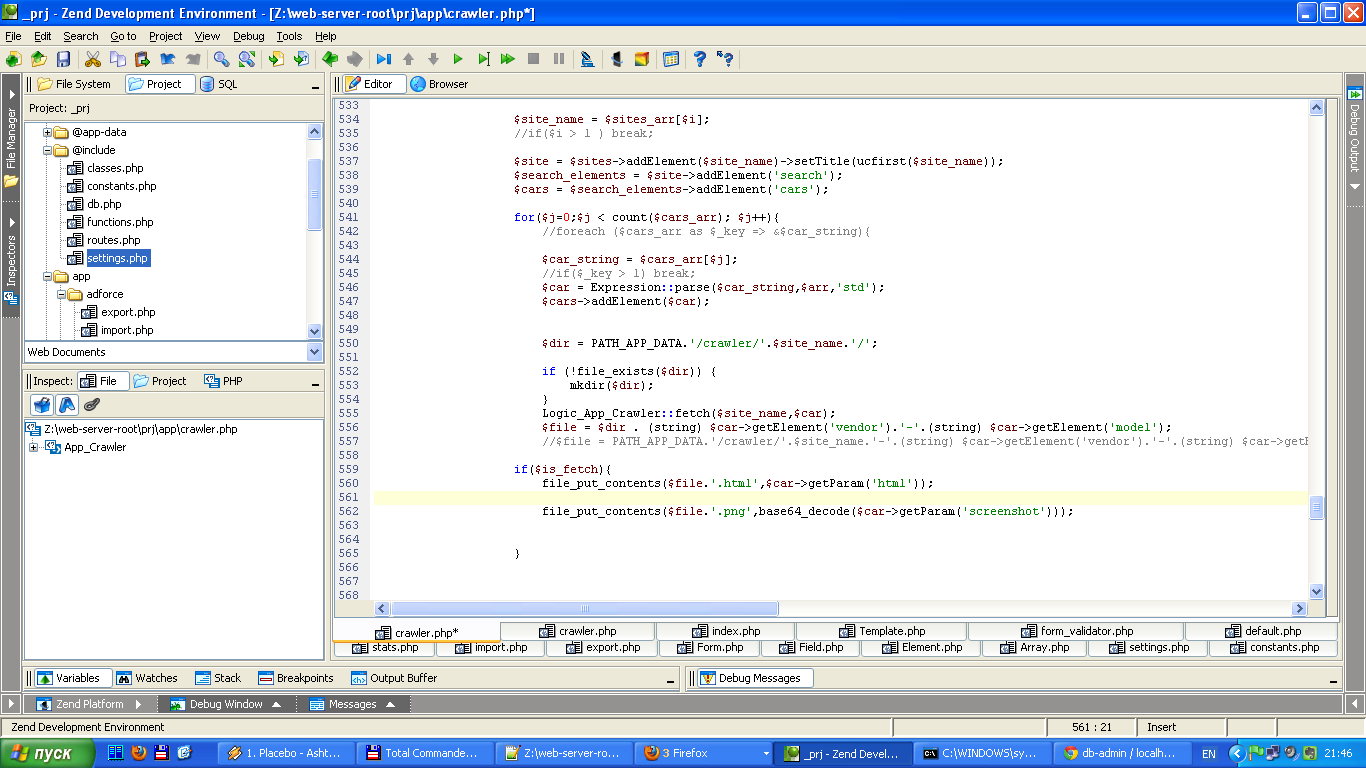 _prj - Zend Development Environment - [Z:\web-server-root\prj\app\crawler.php*]
File Edit Search Go to Project View Debug Tools Help
File System Project SQL
Editor Browser
File Manager
Inspectors
Debug Output
Project: _prj
@app-data
@include
classes.php
constants.php
db.php
functions.php
routes.php
settings.php
app
adforce
export.php
import.php
Web Documents
Inspect: File Project PHP
Z:\web-server-root\prj\app\crawler.php
App_Crawler
533
534 $site_name = $sites_arr[$i];
535 //if($i > 1 ) break;
536
537 $site = $sites->addElement($site_name)->setTitle(ucfirst($site_name));
538 $search_elements = $site->addElement('search');
539 $cars = $search_elements->addElement('cars');
540
541 for($j=0;$j < count($cars_arr); $j++){
542 //foreach ($cars_arr as $_key => &$car_string){
543
544 $car_string = $cars_arr[$j];
545 //if($_key > 1) break;
546 $car = Expression::parse($car_string,$arr,'std');
547 $cars->addElement($car);
548
549
550 $dir = PATH_APP_DATA.'/crawler/'.$site_name.'/';
551
552 if (!file_exists($dir)) {
553 mkdir($dir);
554 }
555 Logic_App_Crawler::fetch($site_name,$car);
556 $file = $dir . (string) $car->getElement('vendor').'-'.(string) $car->getElement('model');
557 //$file = PATH_APP_DATA.'/crawler/'.$site_name.'-'.(string) $car->getElement('vendor').'-'.(string) $car->getE
558
559 if($is_fetch){
560 file_put_contents($file.'.html',$car->getParam('html'));
561
562 file_put_contents($file.'.png',base64_decode($car->getParam('screenshot')));
563
564
565 }
566
567
568
crawler.php* crawler.php index.php Template.php form_validator.php default.php
stats.php import.php export.php Form.php Field.php Element.php Array.php settings.php constants.php
Variables Watches Stack Breakpoints Output Buffer
Debug Messages
Zend Platform Debug Window Messages
Zend Development Environment 561 : 21 Insert
пуск 1. Placebo - Asht... Total Commande... Z:\web-server-ro... 3 Firefox _prj - Zend Devel... C:\WINDOWS\sy... db-admin / localh... EN 21:46